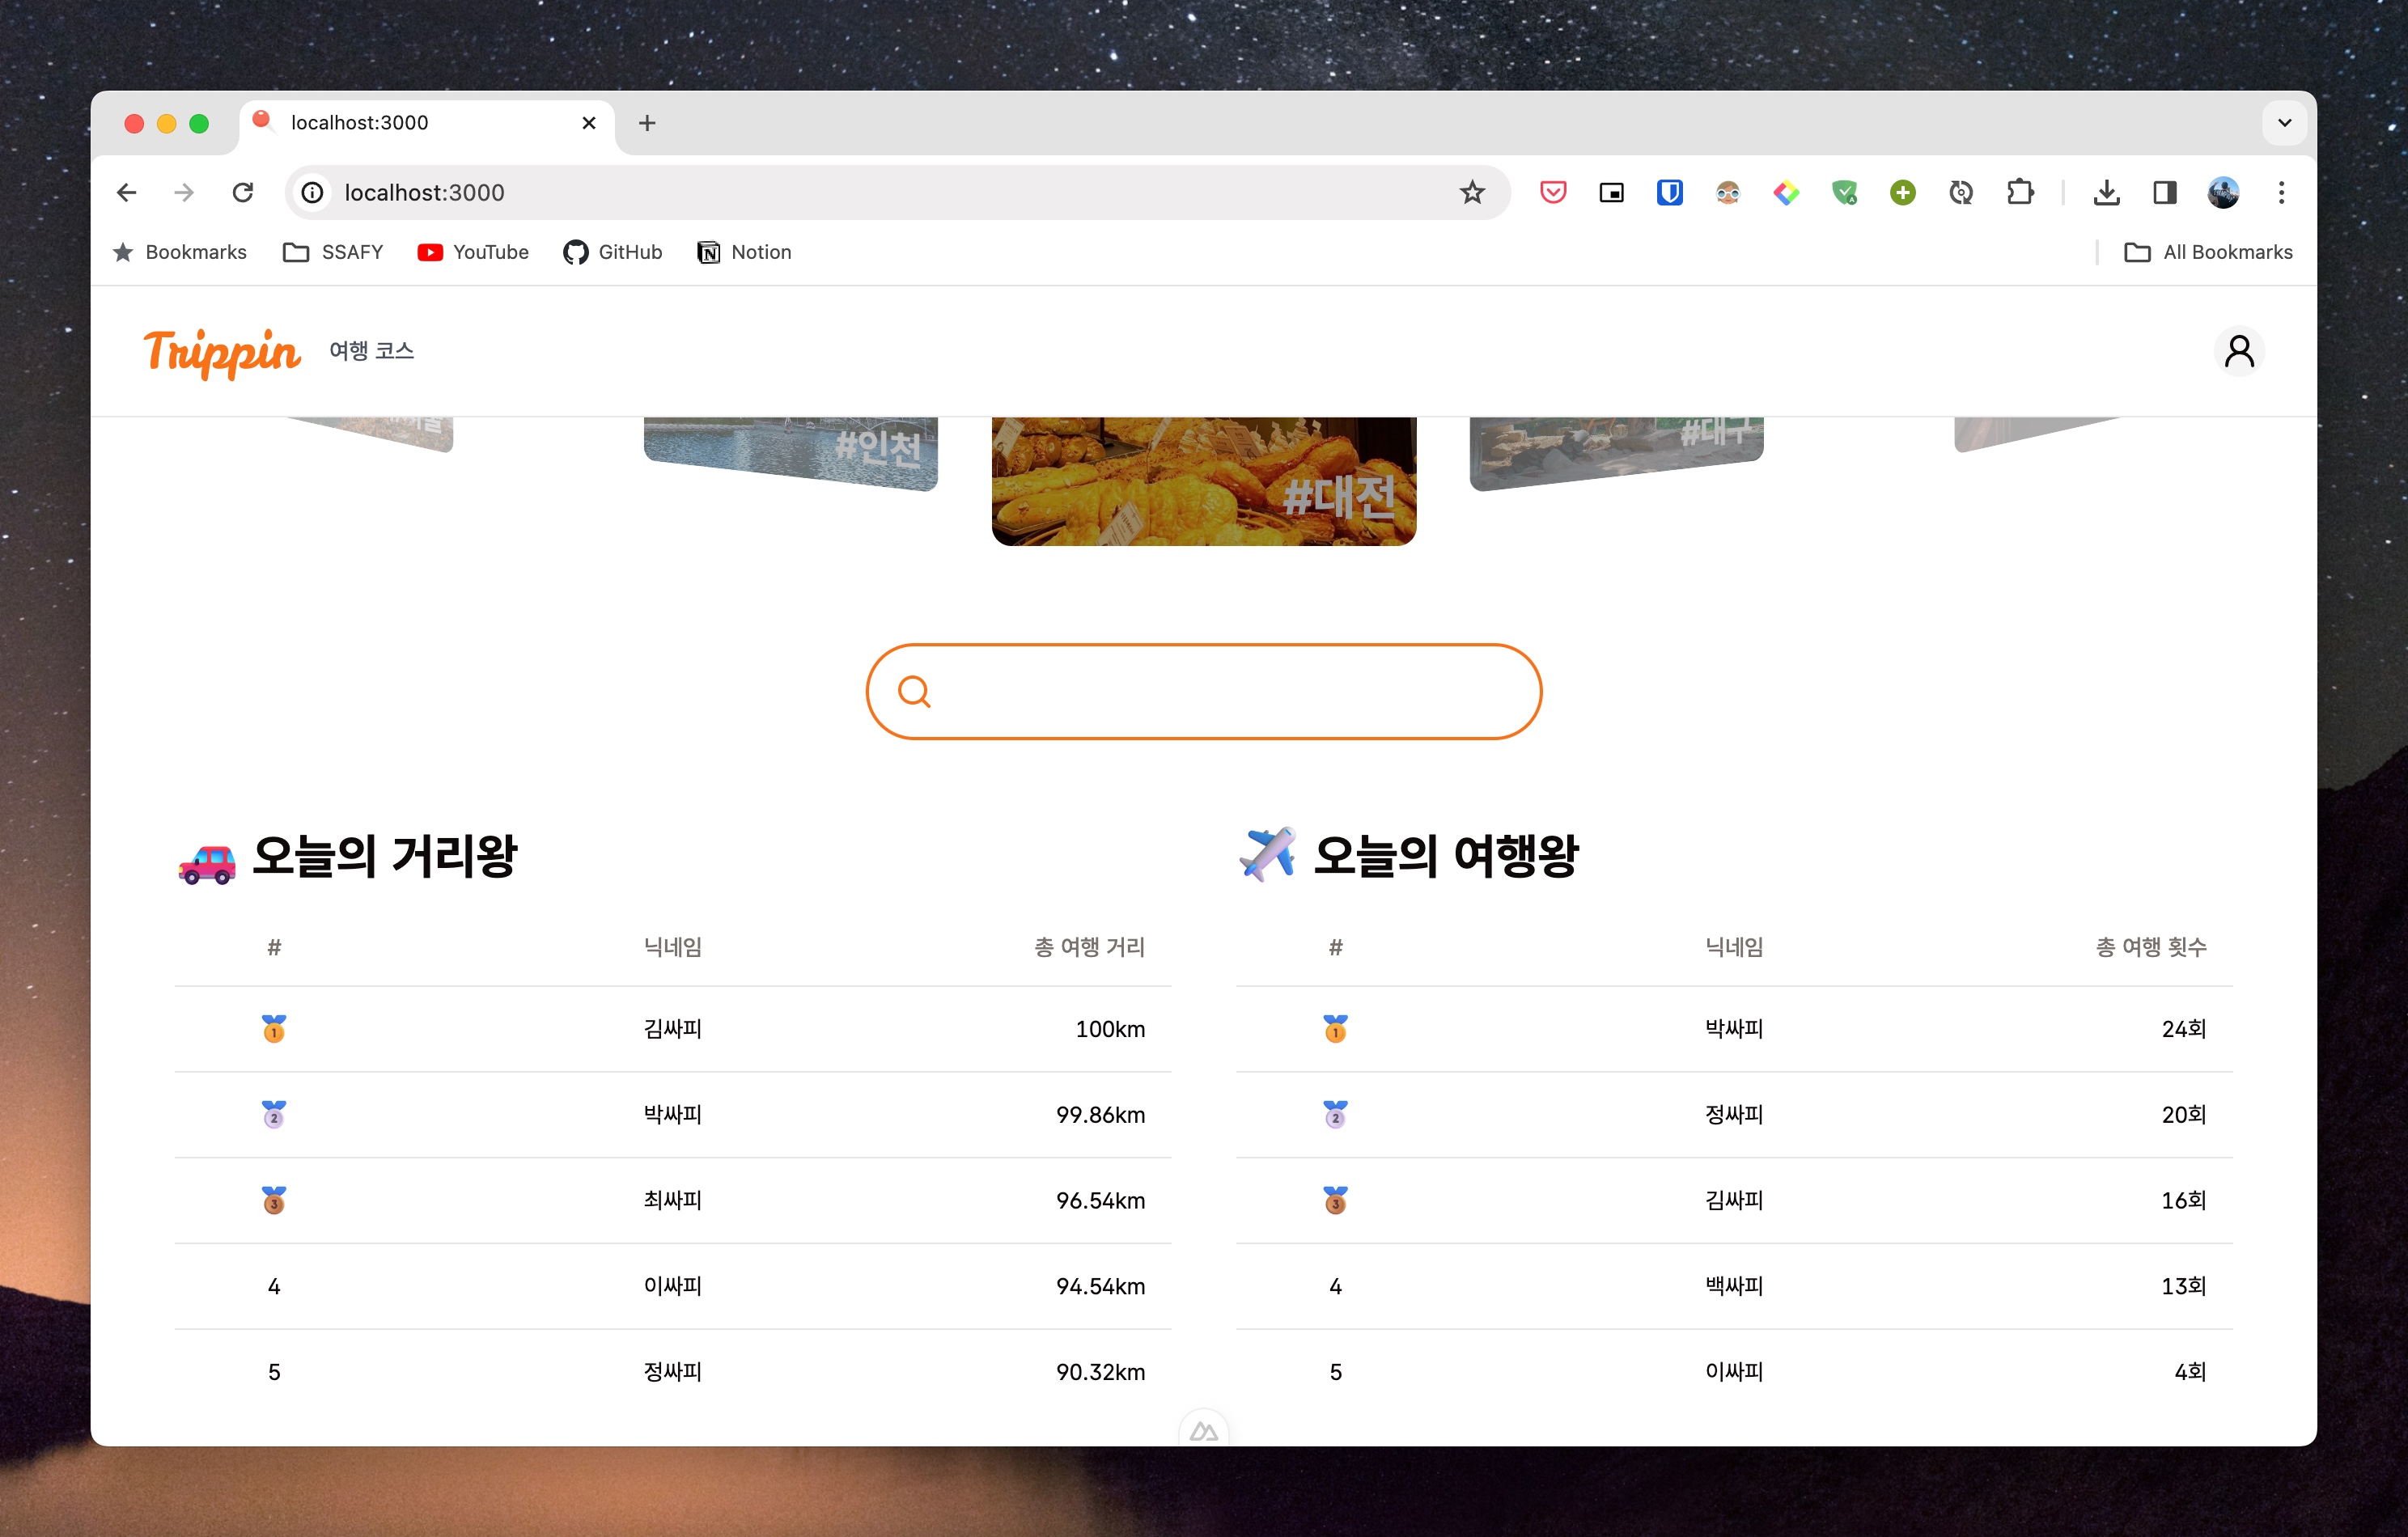 localhost:3000
localhost:3000
Bookmarks SSAFY YouTube GitHub Notion All Bookmarks
Trippin 여행 코스
#인천 #대전 #대구
오늘의 거리왕
# 닉네임 총 여행 거리
1 김싸피 100km
2 박싸피 99.86km
3 최싸피 96.54km
4 이싸피 94.54km
5 정싸피 90.32km
오늘의 여행왕
# 닉네임 총 여행 횟수
1 박싸피 24회
2 정싸피 20회
3 김싸피 16회
4 백싸피 13회
5 이싸피 4회